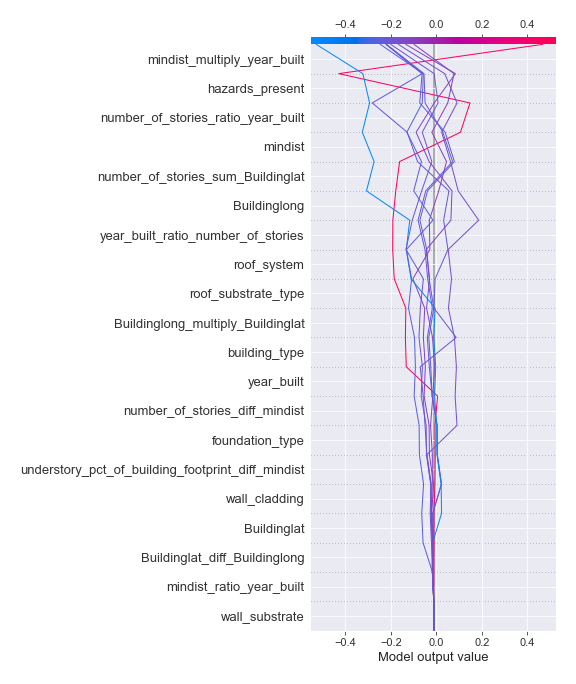 −0.4 −0.2 0.0 0.2 0.4
mindist_multiply_year_built
hazards_present
number_of_stories_ratio_year_built
mindist
number_of_stories_sum_Buildinglat
Buildinglong
year_built_ratio_number_of_stories
roof_system
roof_substrate_type
Buildinglong_multiply_Buildinglat
building_type
year_built
number_of_stories_diff_mindist
foundation_type
understory_pct_of_building_footprint_diff_mindist
wall_cladding
Buildinglat
Buildinglat_diff_Buildinglong
mindist_ratio_year_built
wall_substrate
−0.4 −0.2 0.0 0.2 0.4
Model output value